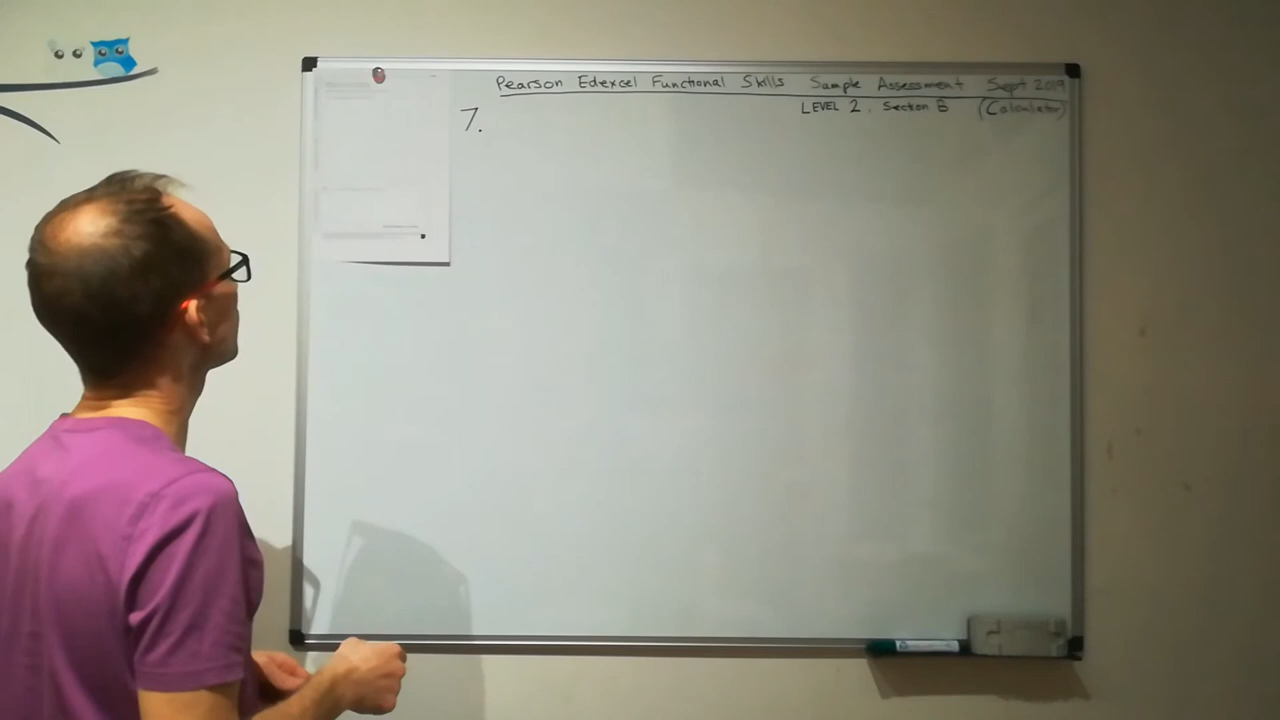 Pearson Edexcel Functional Skills Sample Assessment Sept 2019
LEVEL 2. Section B (Calculator)
7.